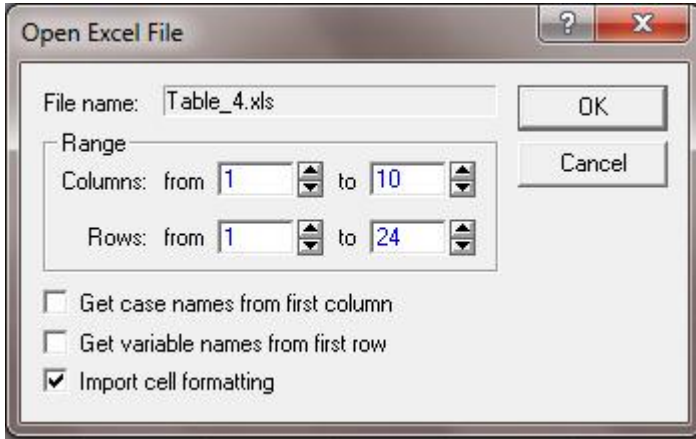 Open Excel File
?
File name: Table_4.xls
OK
Range
Cancel
Columns: from 1 to 10
Rows: from 1 to 24
Get case names from first column
Get variable names from first row
Import cell formatting